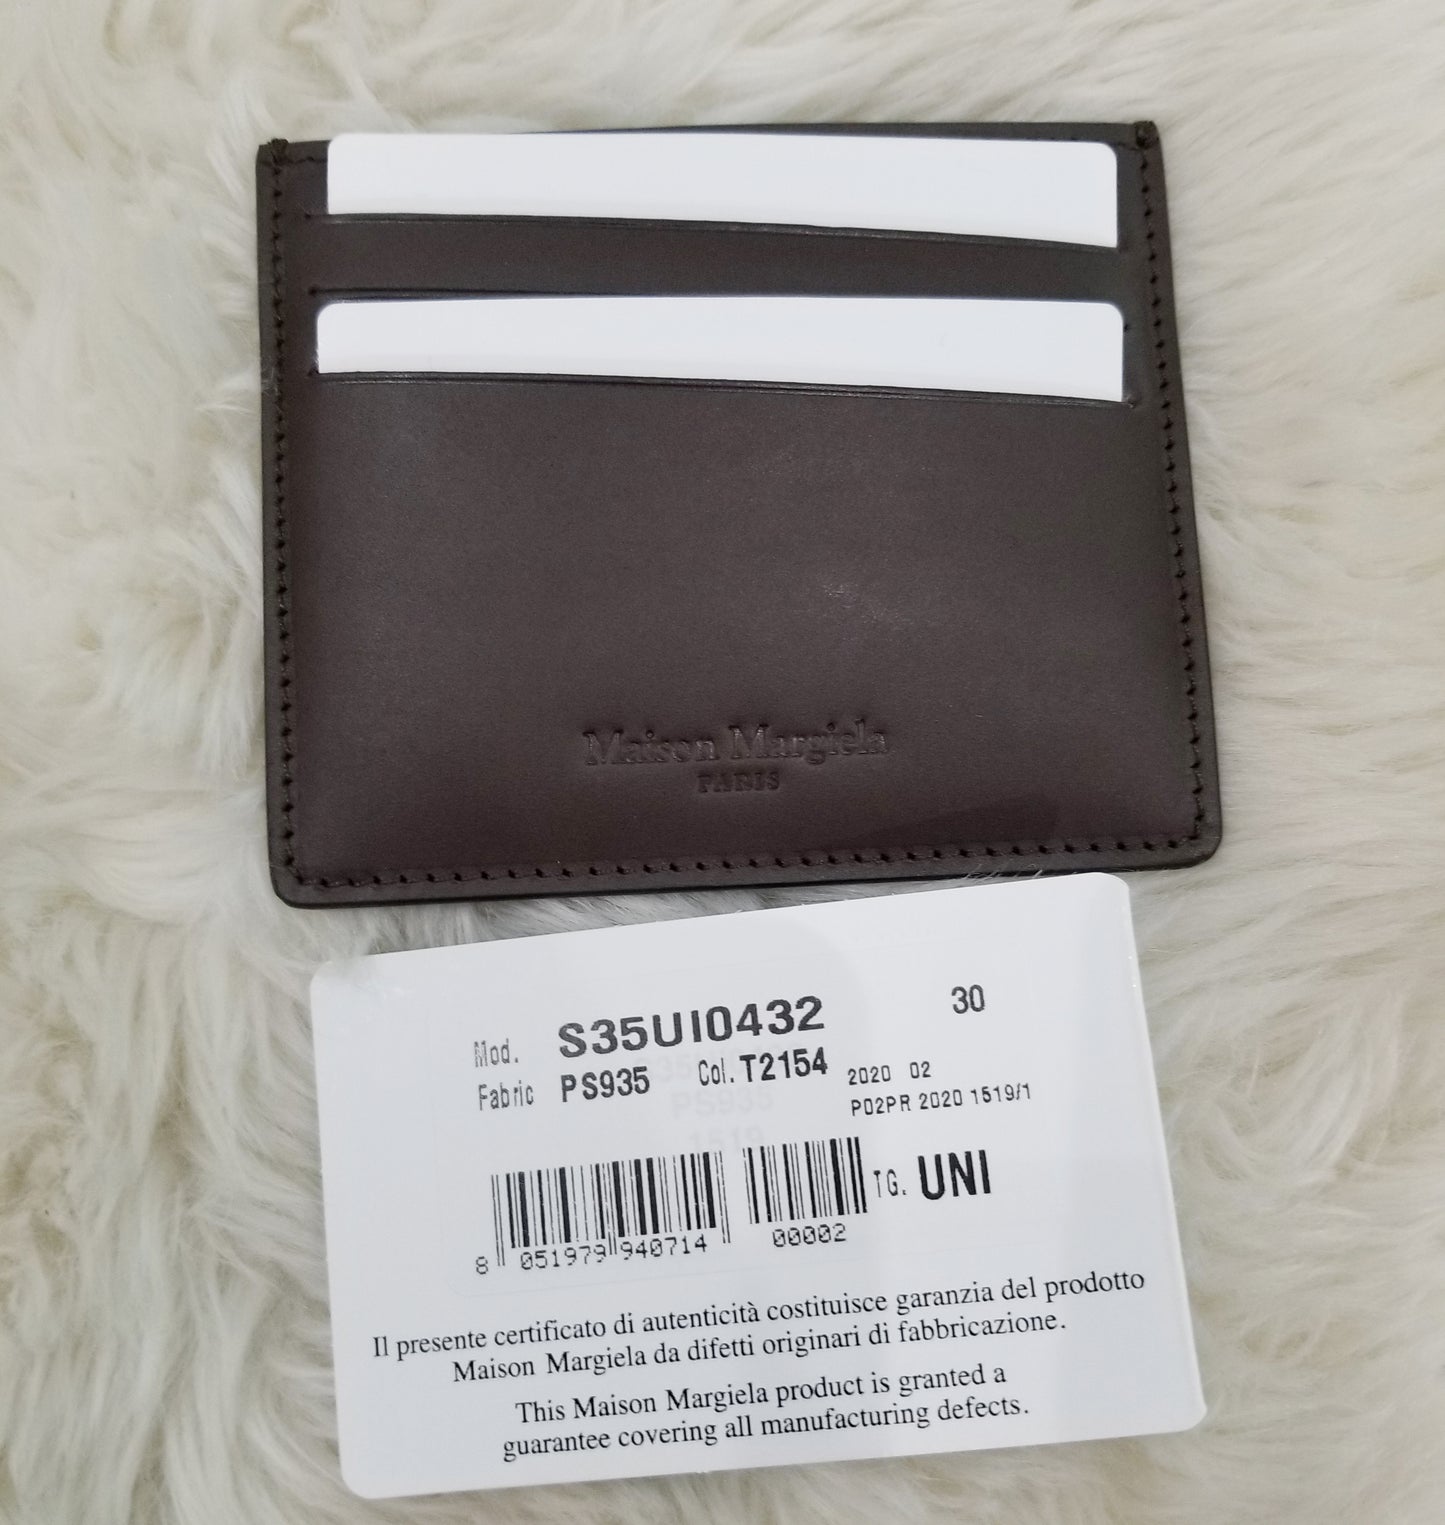 Maison Margiela
PARIS
30
Mod. S35UI0432
Fabric PS935 Col. T2154 2020 02
P02PR 2020 1519/1
TG. UNI
8 051979 940714 00002
Il presente certificato di autenticità costituisce garanzia del prodotto
Maison Margiela da difetti originari di fabbricazione.
This Maison Margiela product is granted a
guarantee covering all manufacturing defects.